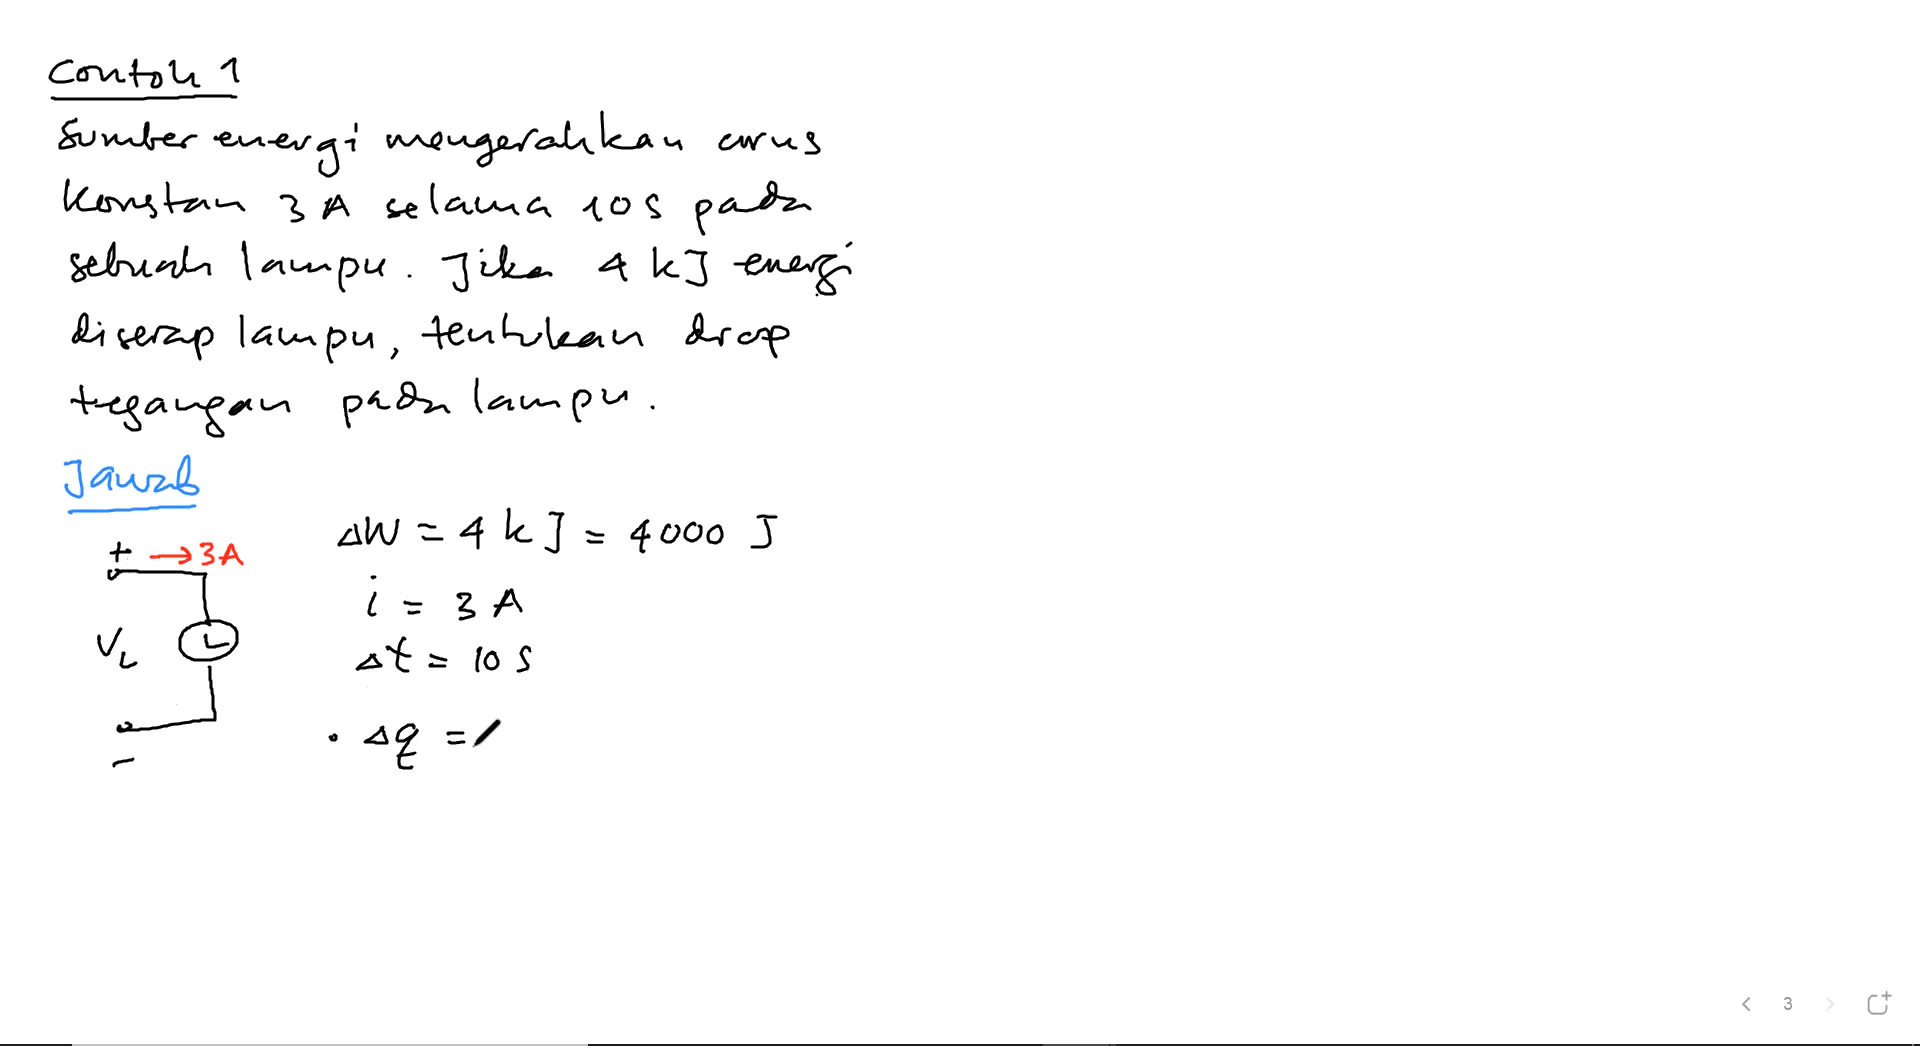 Contoh 1
Sumber energi mengerahkan arus
konstan 3 A selama 10 s pada
sebuah lampu. Jika 4 kJ energi
diserap lampu, tentukan drop
tegangan pada lampu.
Jawab
ΔW = 4 kJ = 4000 J
+ → 3A
i = 3 A
V_L L
Δt = 10 s
• Δq =
−
3